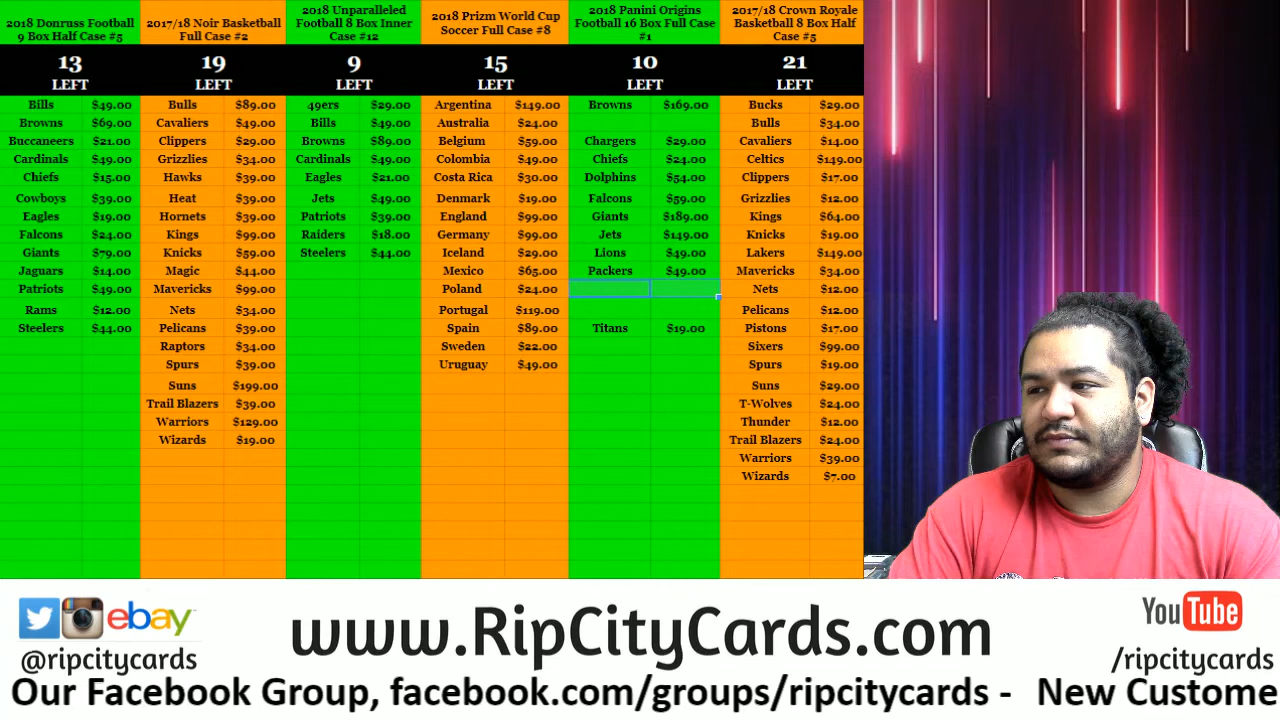 2018 Donruss Football
9 Box Half Case #5
13
LEFT
Bills $49.00
Browns $69.00
Buccaneers $21.00
Cardinals $49.00
Chiefs $15.00
Cowboys $39.00
Eagles $19.00
Falcons $24.00
Giants $79.00
Jaguars $14.00
Patriots $49.00
Rams $12.00
Steelers $44.00
2017/18 Noir Basketball
Full Case #2
19
LEFT
Bulls $89.00
Cavaliers $49.00
Clippers $29.00
Grizzlies $34.00
Hawks $39.00
Heat $39.00
Hornets $39.00
Kings $99.00
Knicks $59.00
Magic $44.00
Mavericks $99.00
Nets $34.00
Pelicans $39.00
Raptors $34.00
Spurs $39.00
Suns $199.00
Trail Blazers $39.00
Warriors $129.00
Wizards $19.00
2018 Unparalleled
Football 8 Box Inner
Case #12
9
LEFT
49ers $29.00
Bills $49.00
Browns $89.00
Cardinals $49.00
Eagles $21.00
Jets $49.00
Patriots $39.00
Raiders $18.00
Steelers $44.00
2018 Prizm World Cup
Soccer Full Case #8
15
LEFT
Argentina $149.00
Australia $24.00
Belgium $59.00
Colombia $49.00
Costa Rica $30.00
Denmark $19.00
England $99.00
Germany $99.00
Iceland $29.00
Mexico $65.00
Poland $24.00
Portugal $119.00
Spain $89.00
Sweden $22.00
Uruguay $49.00
2018 Panini Origins
Football 16 Box Full Case
#1
10
LEFT
Browns $169.00
Chargers $29.00
Chiefs $24.00
Dolphins $54.00
Falcons $59.00
Giants $189.00
Jets $149.00
Lions $49.00
Packers $49.00
Titans $19.00
2017/18 Crown Royale
Basketball 8 Box Half
Case #5
21
LEFT
Bucks $29.00
Bulls $34.00
Cavaliers $14.00
Celtics $149.00
Clippers $17.00
Grizzlies $12.00
Kings $64.00
Knicks $19.00
Lakers $149.00
Mavericks $34.00
Nets $12.00
Pelicans $12.00
Pistons $17.00
Sixers $99.00
Spurs $19.00
Suns $29.00
T-Wolves $24.00
Thunder $12.00
Trail Blazers $24.00
Warriors $39.00
Wizards $7.00
ebay
@ripcitycards
www.RipCityCards.com
YouTube
/ripcitycards
Our Facebook Group, facebook.com/groups/ripcitycards - New Custome